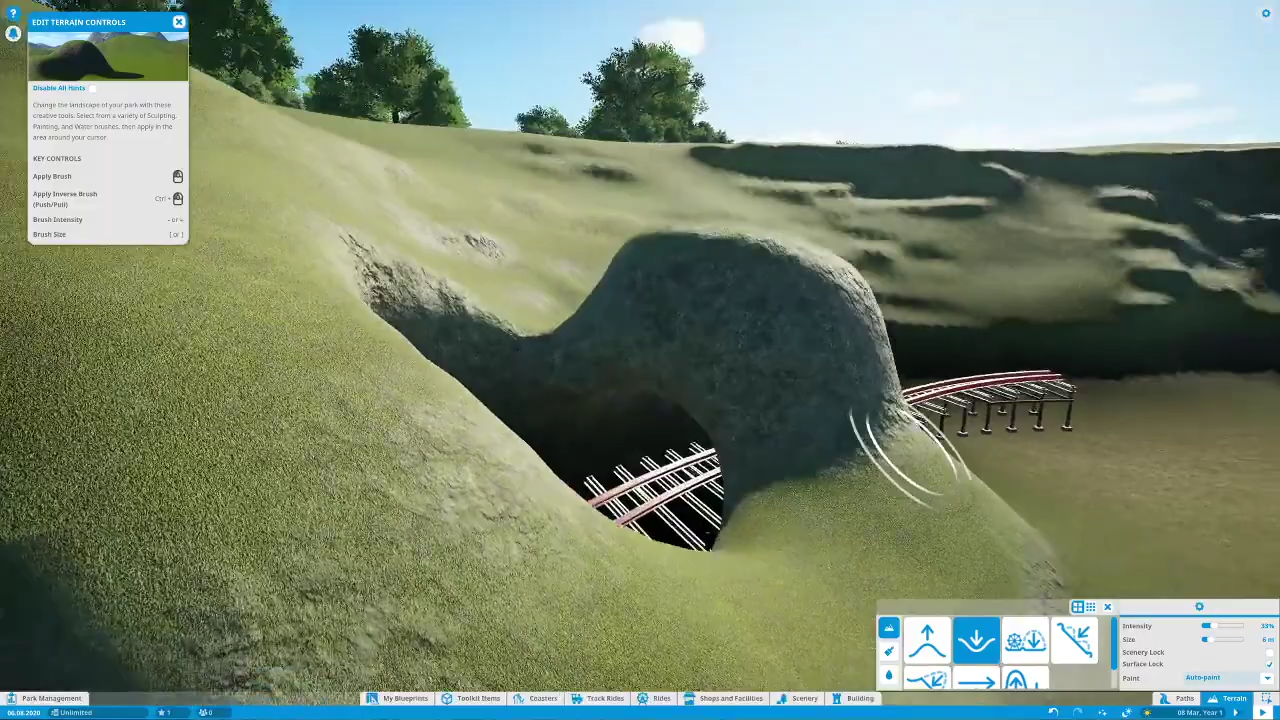 EDIT TERRAIN CONTROLS
Disable All Hints
Change the landscape of your park with these
creative tools. Select from a variety of Sculpting,
Painting, and Water brushes, then apply in the
area around your cursor.
KEY CONTROLS
Apply Brush
Apply Inverse Brush
(Push/Pull)
Ctrl +
Brush Intensity
- or +
Brush Size
[ or ]
Intensity
33%
Size
6 m
Scenery Lock
Surface Lock
Paint
Auto-paint
Park Management
My Blueprints
Toolkit Items
Coasters
Track Rides
Rides
Shops and Facilities
Scenery
Building
Paths
Terrain
06.08.2020
Unlimited
1
0
08 Mar, Year 1